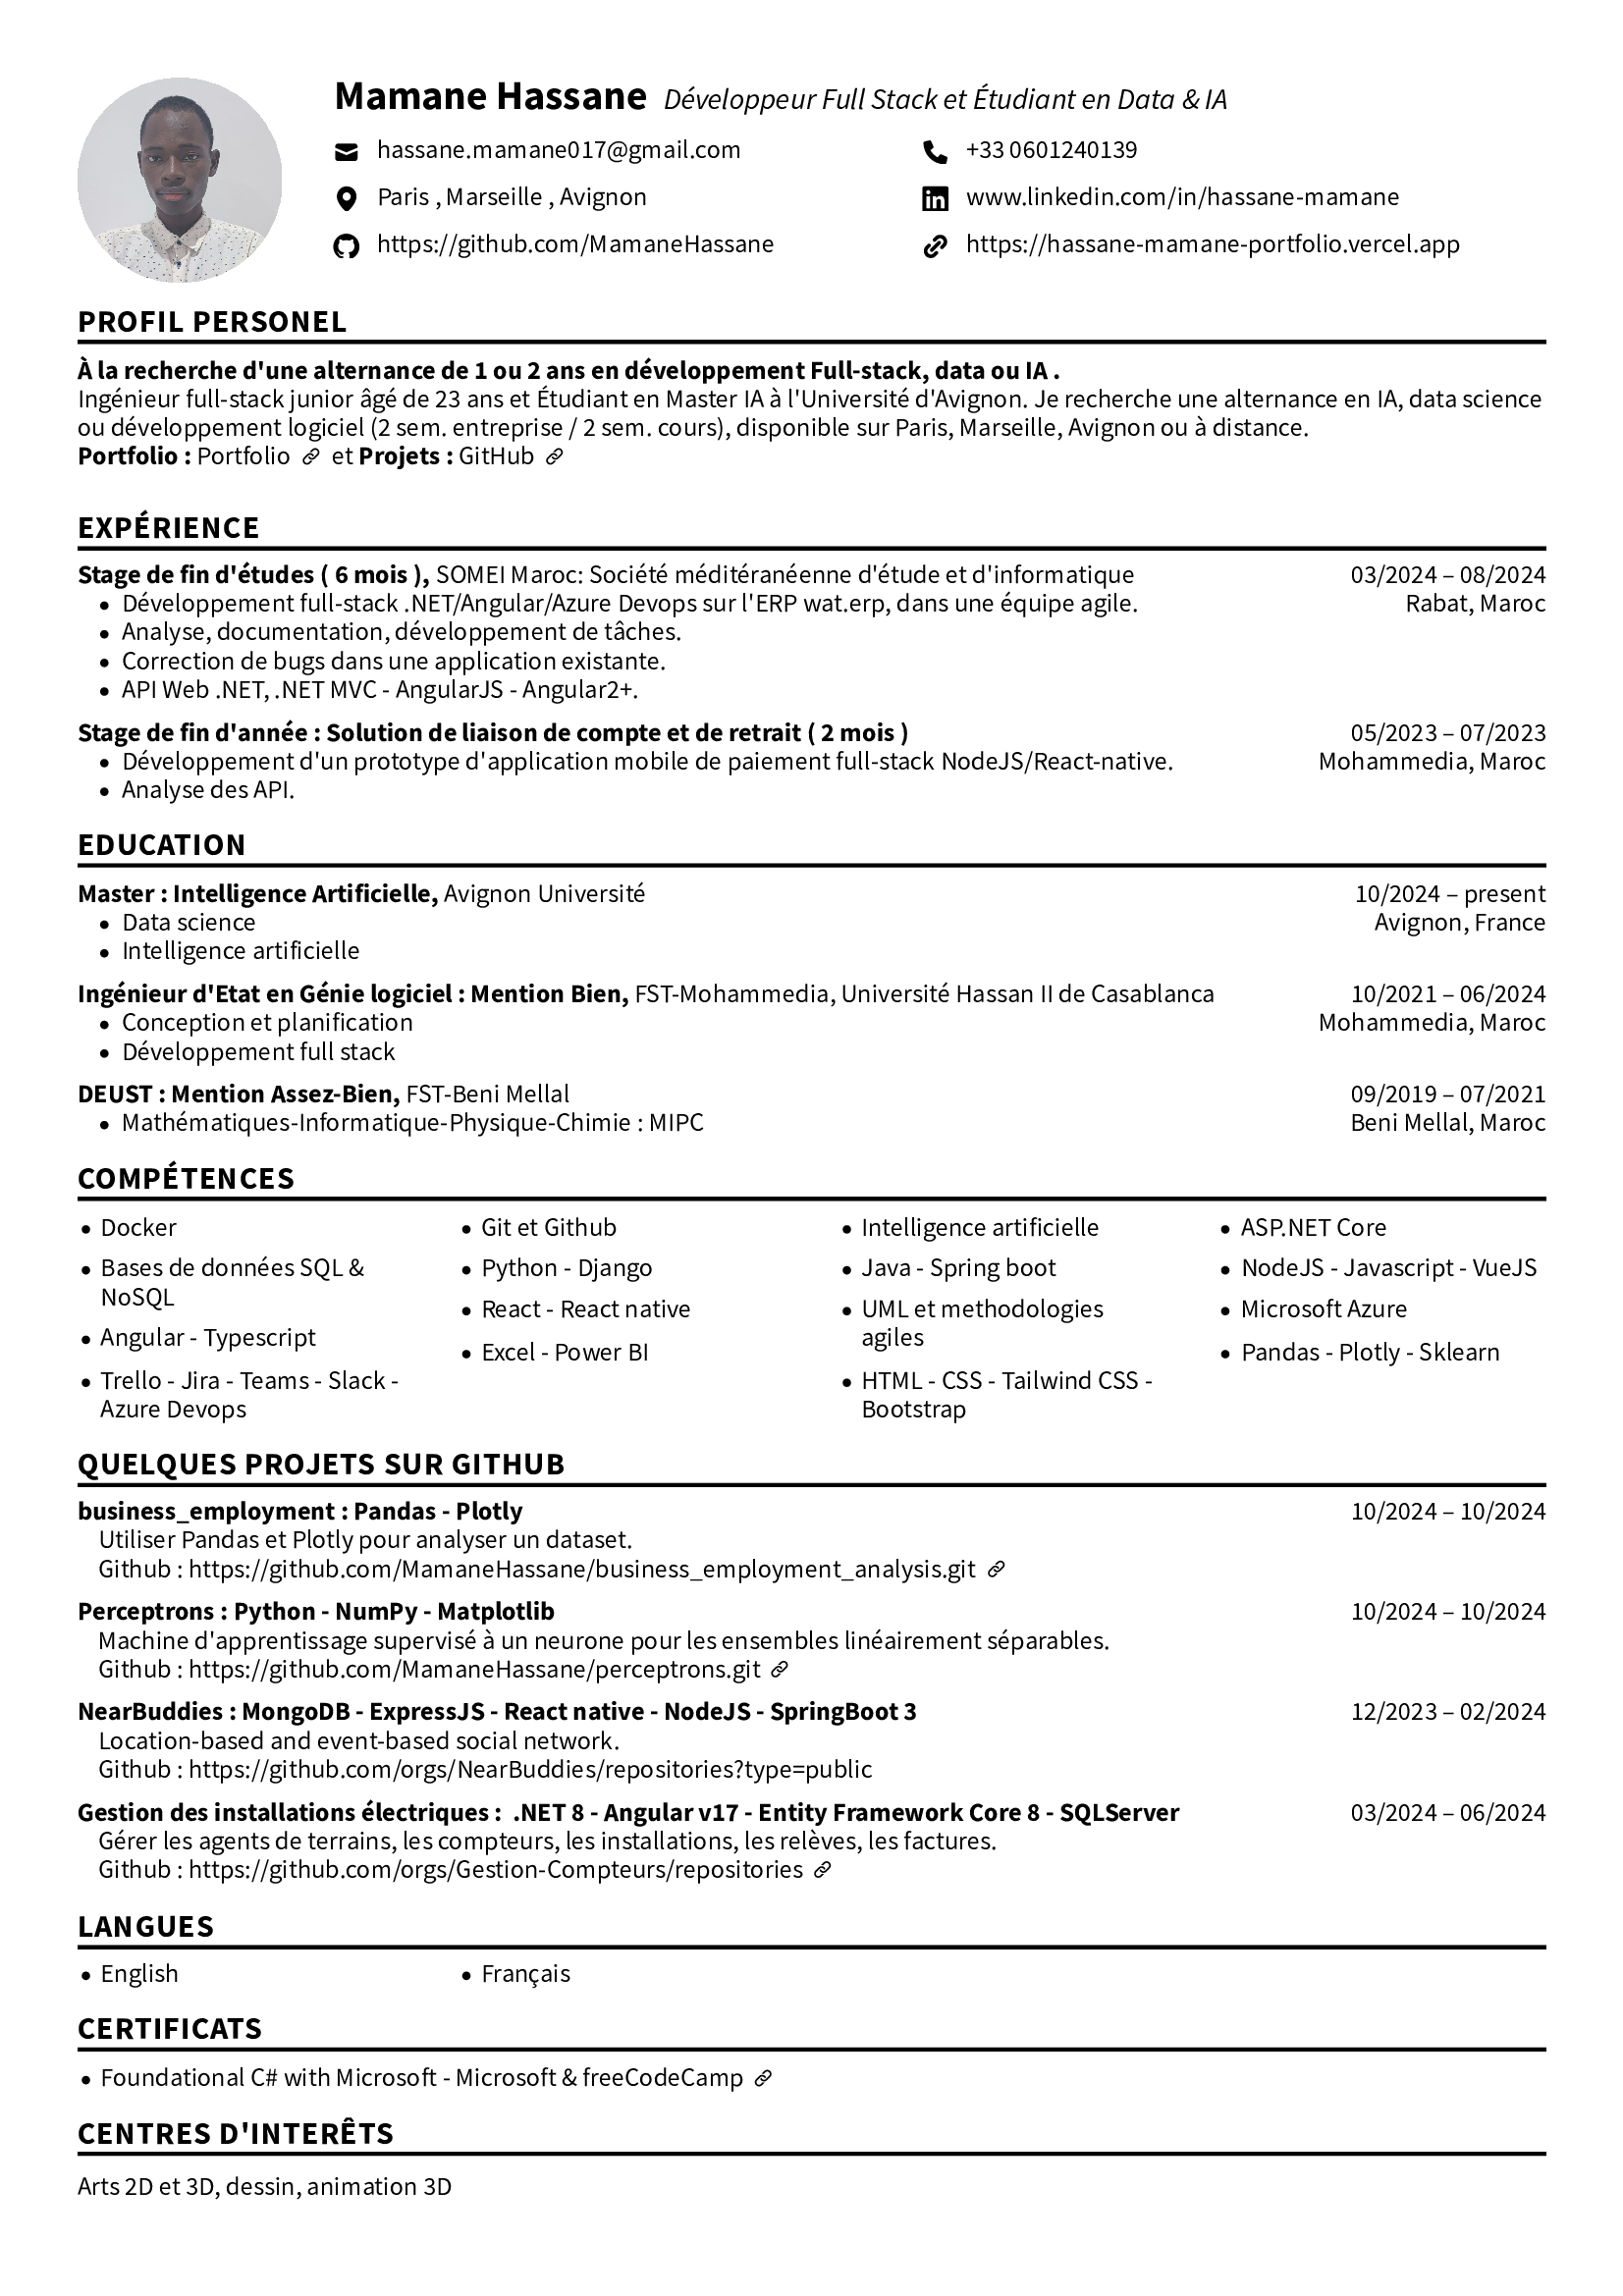 Mamane Hassane Développeur Full Stack et Étudiant en Data & IA
hassane.mamane017@gmail.com +33 0601240139
Paris , Marseille , Avignon www.linkedin.com/in/hassane-mamane
https://github.com/MamaneHassane https://hassane-mamane-portfolio.vercel.app
PROFIL PERSONEL
À la recherche d'une alternance de 1 ou 2 ans en développement Full-stack, data ou IA .
Ingénieur full-stack junior âgé de 23 ans et Étudiant en Master IA à l'Université d'Avignon. Je recherche une alternance en IA, data science
ou développement logiciel (2 sem. entreprise / 2 sem. cours), disponible sur Paris, Marseille, Avignon ou à distance.
Portfolio : Portfolio et Projets : GitHub
EXPÉRIENCE
Stage de fin d'études ( 6 mois ), SOMEI Maroc: Société méditéranéenne d'étude et d'informatique 03/2024 – 08/2024
• Développement full-stack .NET/Angular/Azure Devops sur l'ERP wat.erp, dans une équipe agile. Rabat, Maroc
• Analyse, documentation, développement de tâches.
• Correction de bugs dans une application existante.
• API Web .NET, .NET MVC - AngularJS - Angular2+.
Stage de fin d'année : Solution de liaison de compte et de retrait ( 2 mois ) 05/2023 – 07/2023
• Développement d'un prototype d'application mobile de paiement full-stack NodeJS/React-native. Mohammedia, Maroc
• Analyse des API.
EDUCATION
Master : Intelligence Artificielle, Avignon Université 10/2024 – present
• Data science Avignon, France
• Intelligence artificielle
Ingénieur d'Etat en Génie logiciel : Mention Bien, FST-Mohammedia, Université Hassan II de Casablanca 10/2021 – 06/2024
• Conception et planification Mohammedia, Maroc
• Développement full stack
DEUST : Mention Assez-Bien, FST-Beni Mellal 09/2019 – 07/2021
• Mathématiques-Informatique-Physique-Chimie : MIPC Beni Mellal, Maroc
COMPÉTENCES
• Docker • Git et Github • Intelligence artificielle • ASP.NET Core
• Bases de données SQL & • Python - Django • Java - Spring boot • NodeJS - Javascript - VueJS
NoSQL • React - React native • UML et methodologies • Microsoft Azure
• Angular - Typescript agiles
• Excel - Power BI • Pandas - Plotly - Sklearn
• Trello - Jira - Teams - Slack - • HTML - CSS - Tailwind CSS -
Azure Devops Bootstrap
QUELQUES PROJETS SUR GITHUB
business_employment : Pandas - Plotly 10/2024 – 10/2024
Utiliser Pandas et Plotly pour analyser un dataset.
Github : https://github.com/MamaneHassane/business_employment_analysis.git
Perceptrons : Python - NumPy - Matplotlib 10/2024 – 10/2024
Machine d'apprentissage supervisé à un neurone pour les ensembles linéairement séparables.
Github : https://github.com/MamaneHassane/perceptrons.git
NearBuddies : MongoDB - ExpressJS - React native - NodeJS - SpringBoot 3 12/2023 – 02/2024
Location-based and event-based social network.
Github : https://github.com/orgs/NearBuddies/repositories?type=public
Gestion des installations électriques : .NET 8 - Angular v17 - Entity Framework Core 8 - SQLServer 03/2024 – 06/2024
Gérer les agents de terrains, les compteurs, les installations, les relèves, les factures.
Github : https://github.com/orgs/Gestion-Compteurs/repositories
LANGUES
• English • Français
CERTIFICATS
• Foundational C# with Microsoft - Microsoft & freeCodeCamp
CENTRES D'INTERÊTS
Arts 2D et 3D, dessin, animation 3D